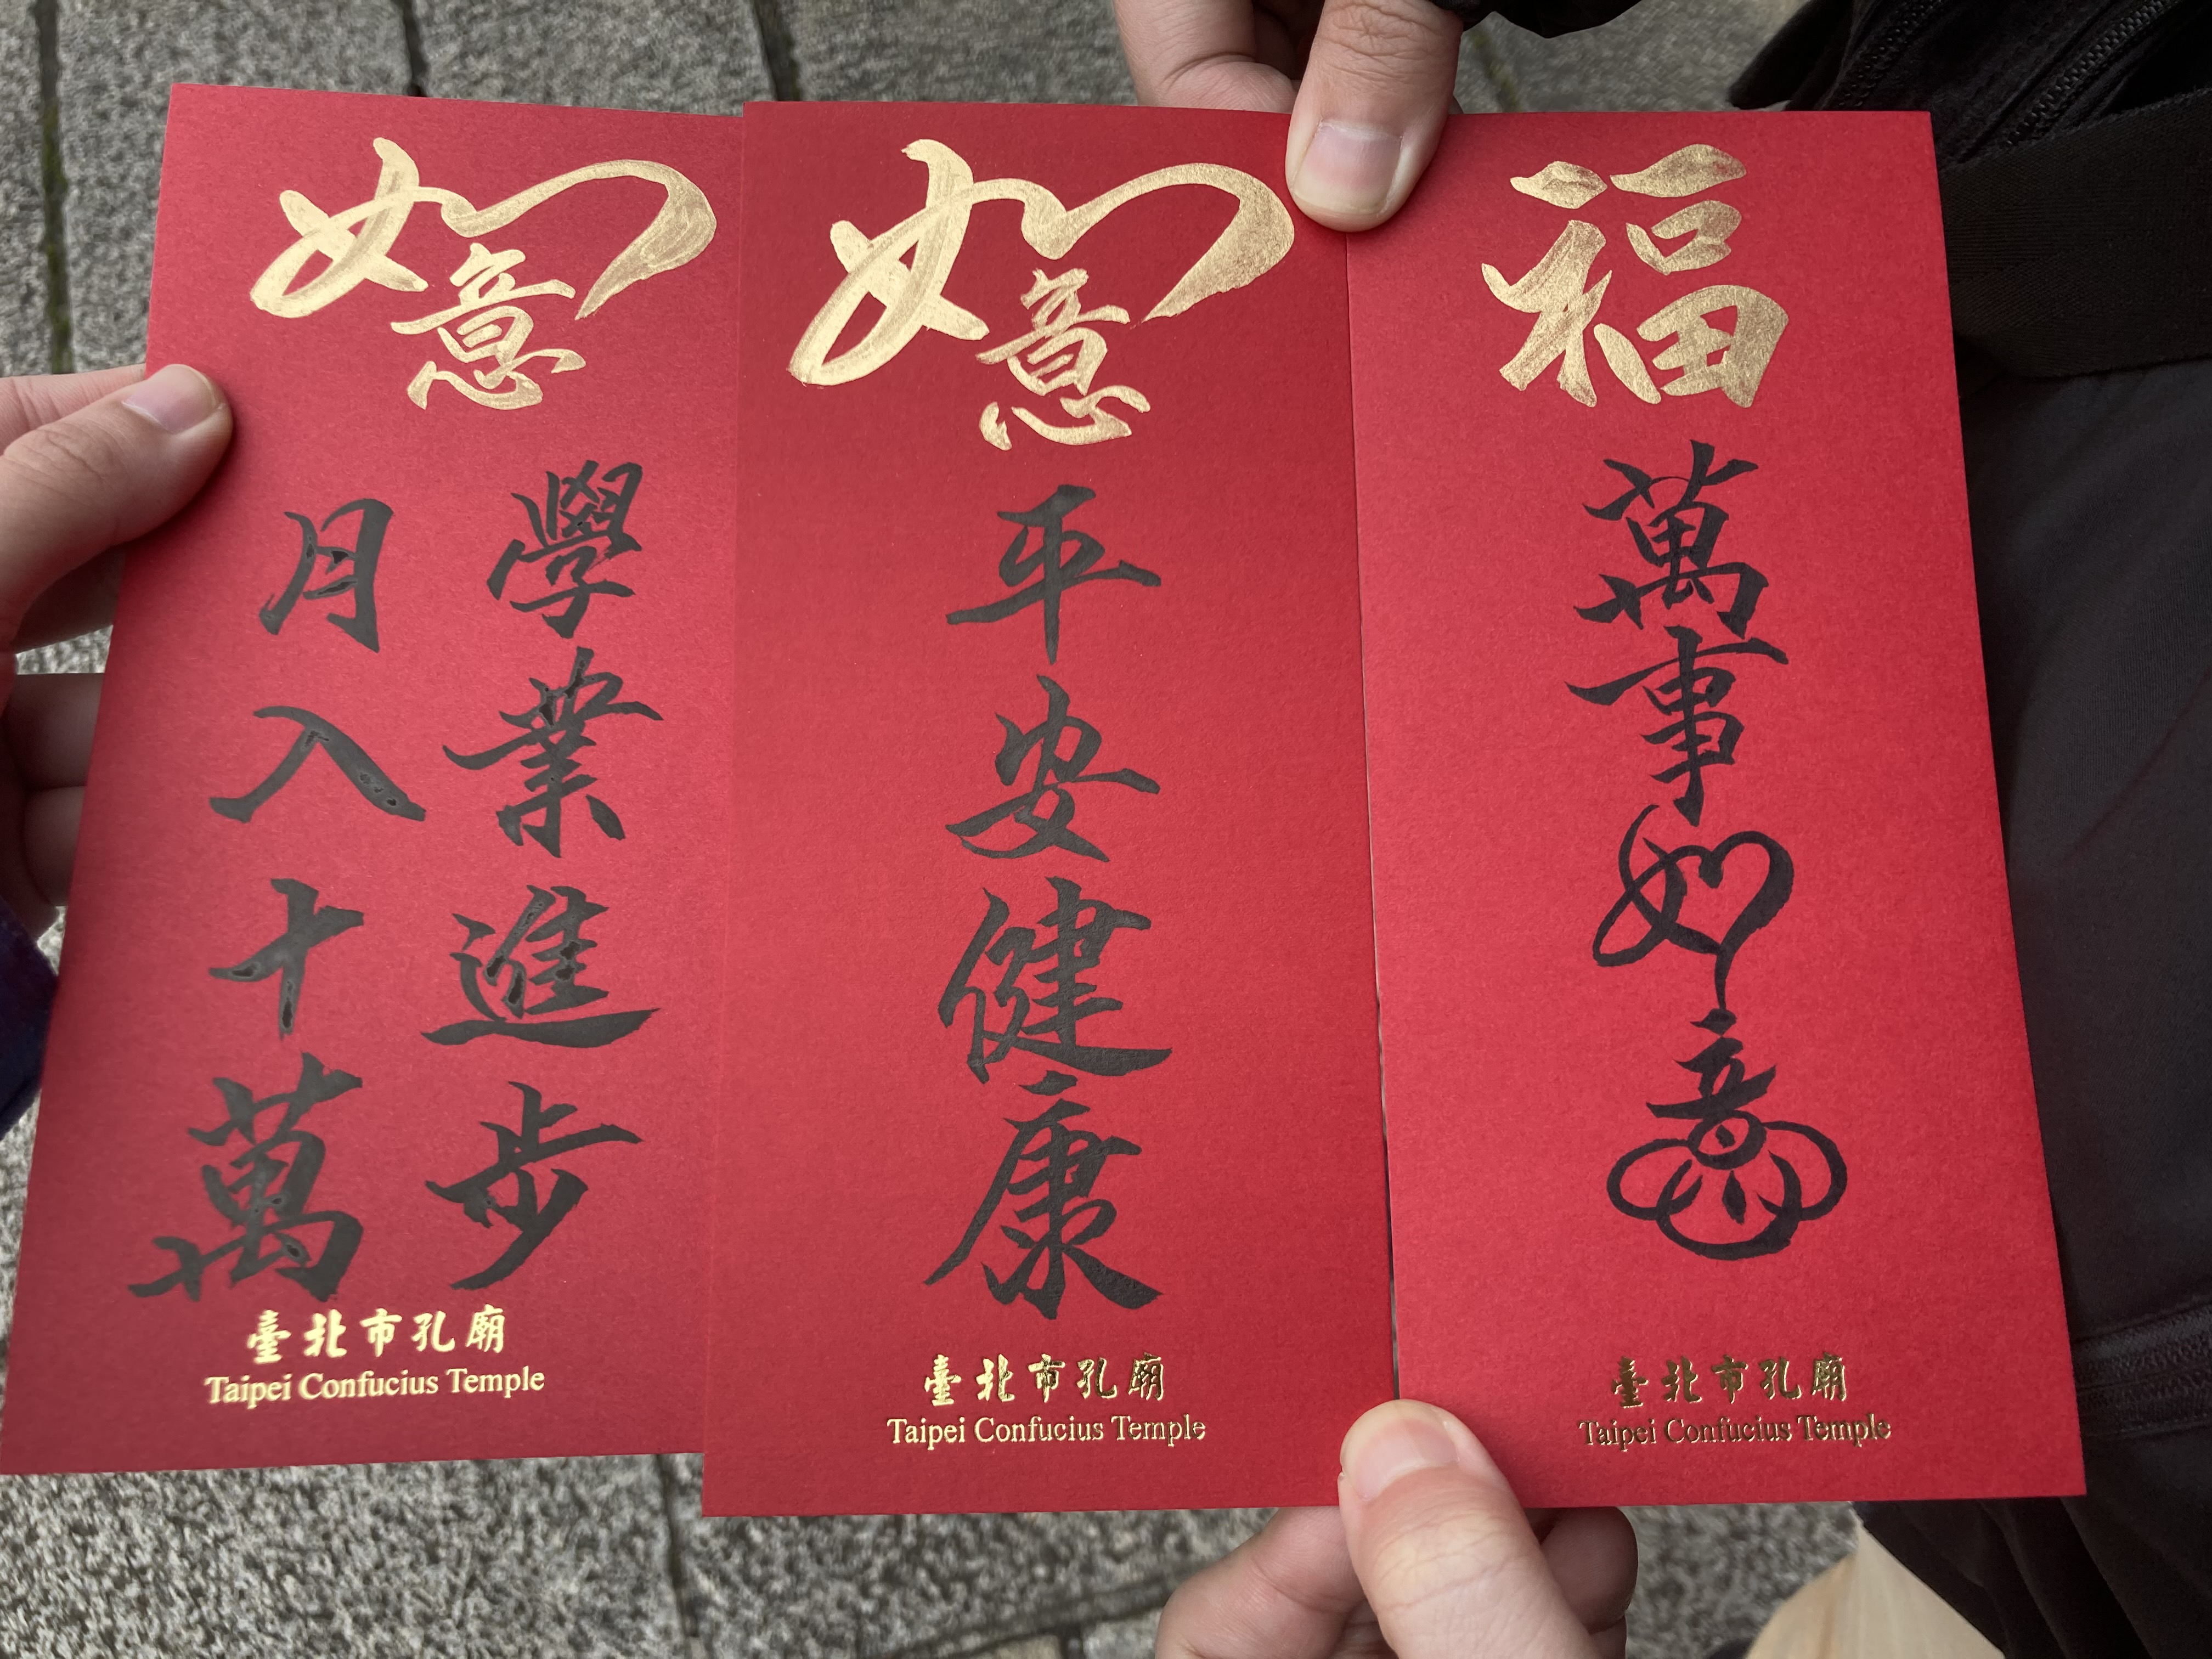 如意
學業進步
月入十萬
臺北市孔廟
Taipei Confucius Temple
如意
平安健康
臺北市孔廟
Taipei Confucius Temple
福
萬事如意
臺北市孔廟
Taipei Confucius Temple